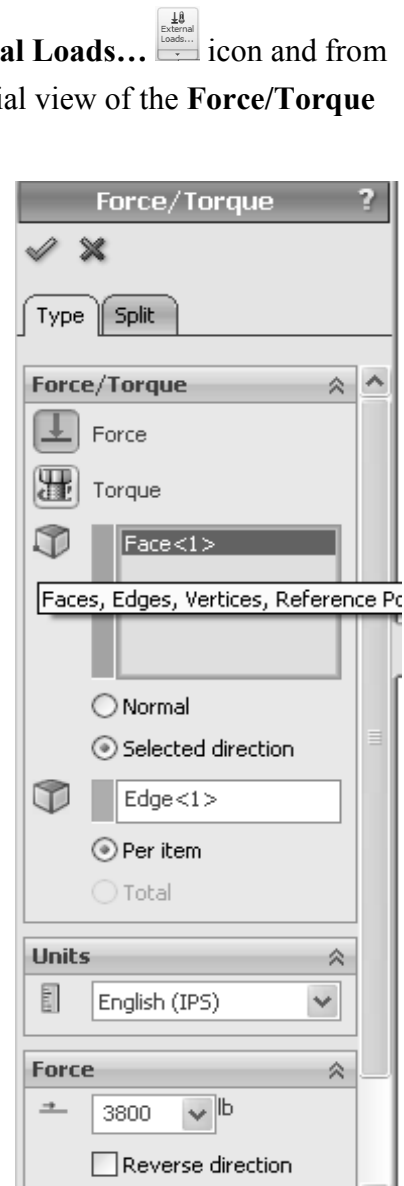 al Loads… External Loads... icon and from
ial view of the Force/Torque
Force/Torque ?
Type Split
Force/Torque
Force
Torque
Face<1>
Faces, Edges, Vertices, Reference Po
Normal
Selected direction
Edge<1>
Per item
Total
Units
English (IPS)
Force
3800 lb
Reverse direction